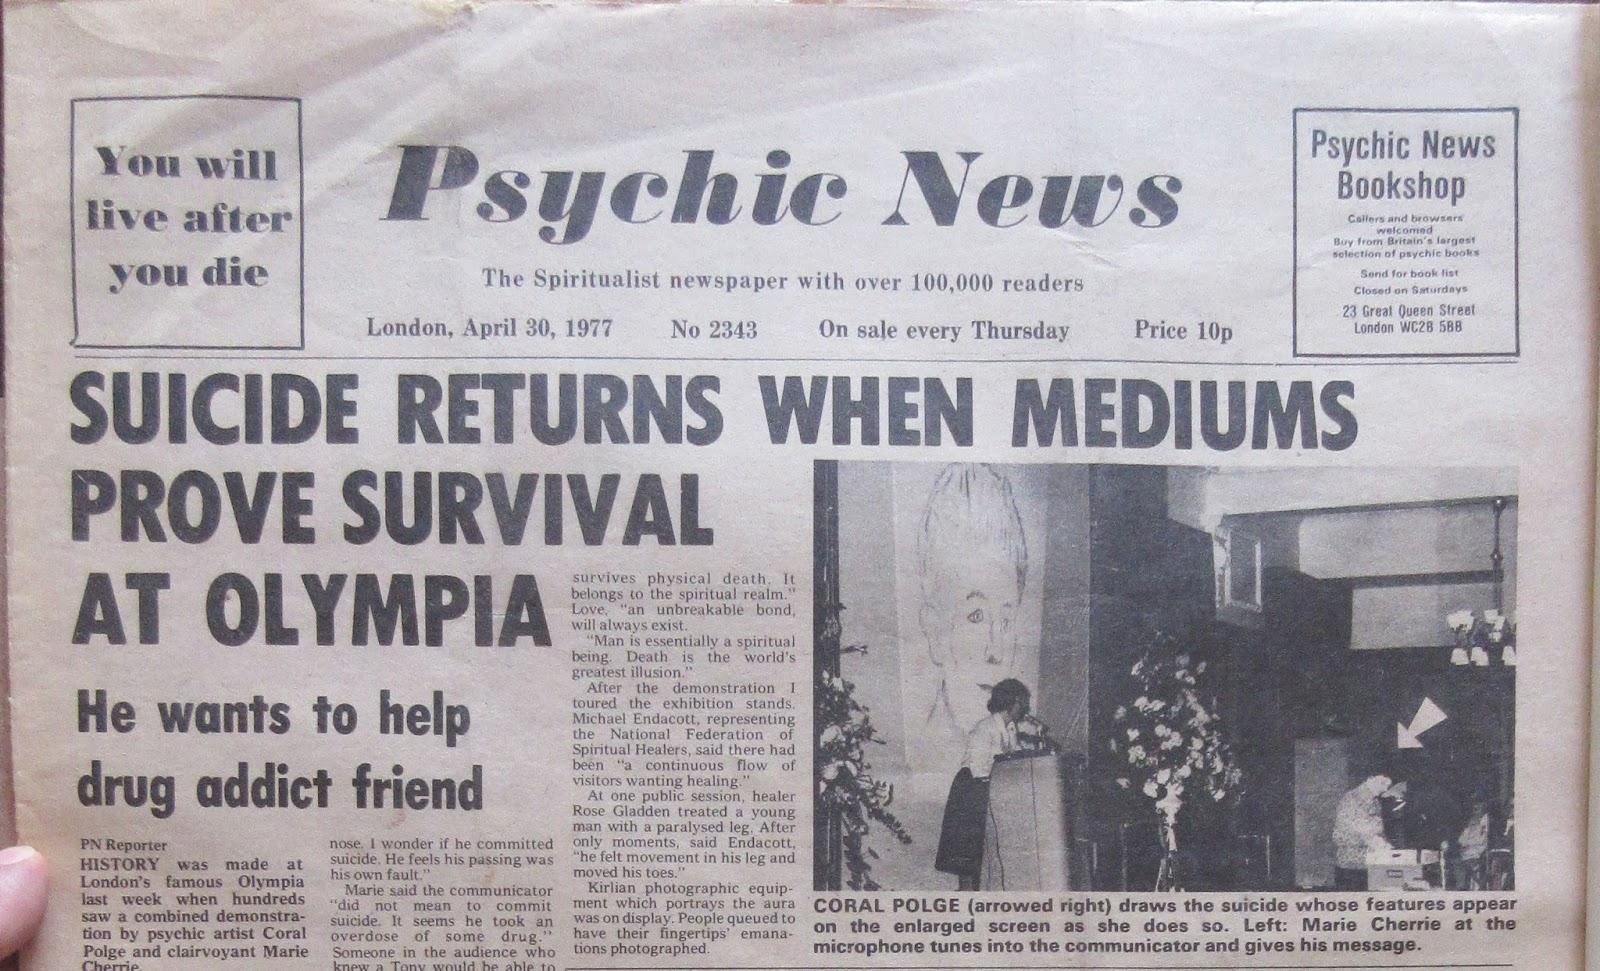 You will
live after
you die
Psychic News
The Spiritualist newspaper with over 100,000 readers
London, April 30, 1977 No 2343 On sale every Thursday Price 10p
Psychic News
Bookshop
Callers and browsers
welcomed
Buy from Britain's largest
selection of psychic books
Send for book list
Closed on Saturdays
23 Great Queen Street
London WC2B 5BB
SUICIDE RETURNS WHEN MEDIUMS
PROVE SURVIVAL
AT OLYMPIA
He wants to help
drug addict friend
PN Reporter
HISTORY was made at
London's famous Olympia
last week when hundreds
saw a combined demonstra-
tion by psychic artist Coral
Polge and clairvoyant Marie
Cherrie.
nose. I wonder if he committed
suicide. He feels his passing was
his own fault."
Marie said the communicator
"did not mean to commit
suicide. It seems he took an
overdose of some drug."
Someone in the audience who
knew a Tony would be able to
survives physical death. It
belongs to the spiritual realm."
Love, "an unbreakable bond,
will always exist.
"Man is essentially a spiritual
being. Death is the world's
greatest illusion."
After the demonstration I
toured the exhibition stands.
Michael Endacott, representing
the National Federation of
Spiritual Healers, said there had
been "a continuous flow of
visitors wanting healing."
At one public session, healer
Rose Gladden treated a young
man with a paralysed leg. After
only moments, said Endacott,
"he felt movement in his leg and
moved his toes."
Kirlian photographic equip-
ment which portrays the aura
was on display. People queued to
have their fingertips' emana-
tions photographed.
CORAL POLGE (arrowed right) draws the suicide whose features appear
on the enlarged screen as she does so. Left: Marie Cherrie at the
microphone tunes into the communicator and gives his message.